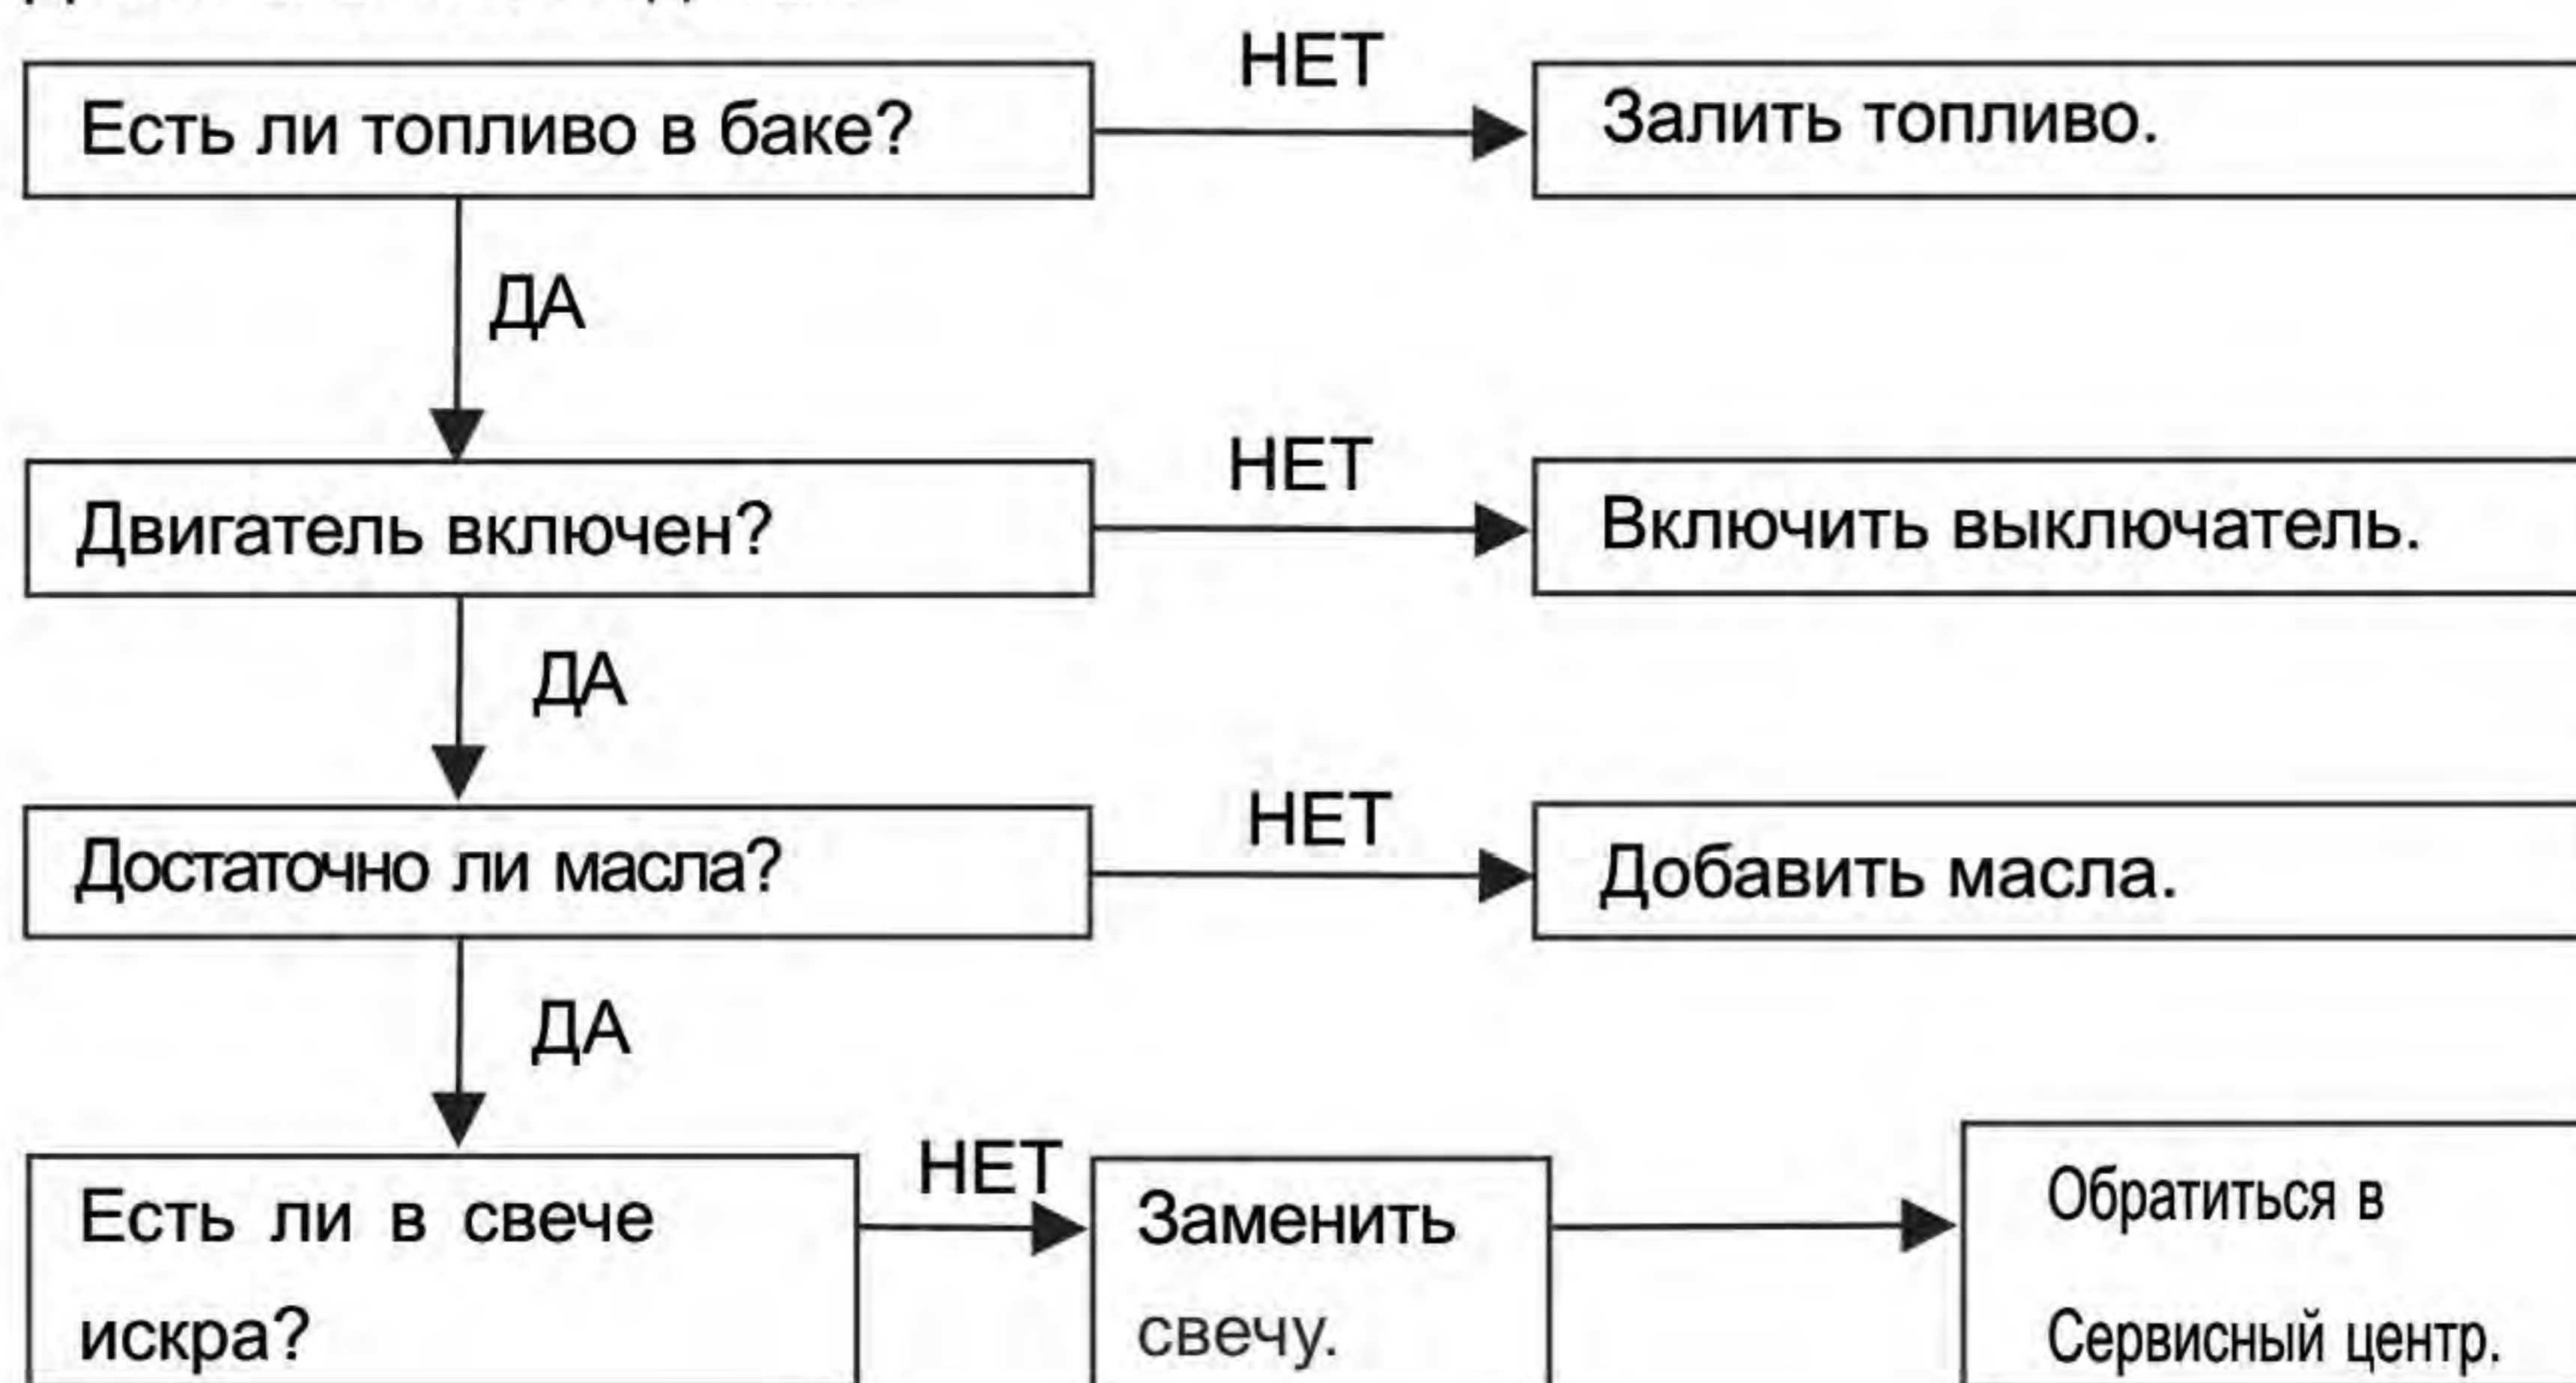 НЕТ
Есть ли топливо в баке?
Залить топливо.
ДА
НЕТ
Двигатель включен?
Включить выключатель.
ДА
НЕТ
Достаточно ли масла?
Добавить масла.
ДА
НЕТ
Есть ли в свече
искра?
Заменить
свечу.
Обратиться в
Сервисный центр.